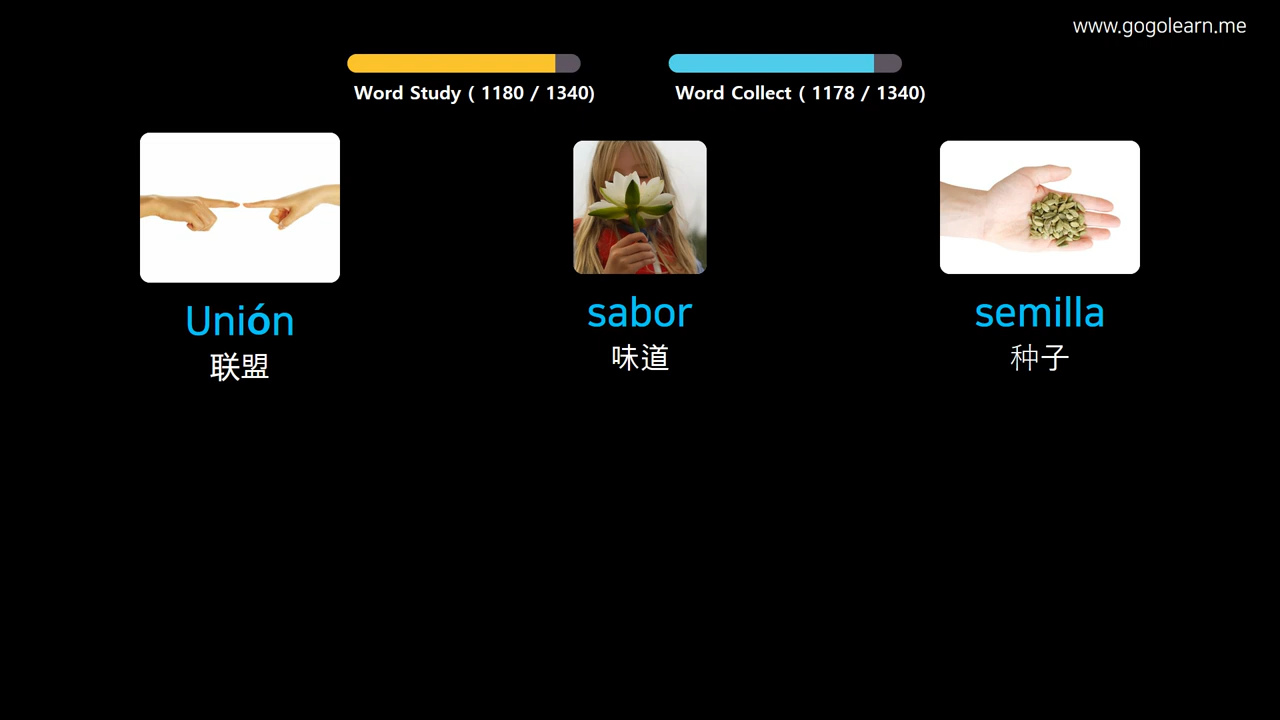 www.gogolearn.me
Word Study ( 1180 / 1340)
Word Collect ( 1178 / 1340)
Unión
联盟
sabor
味道
semilla
种子